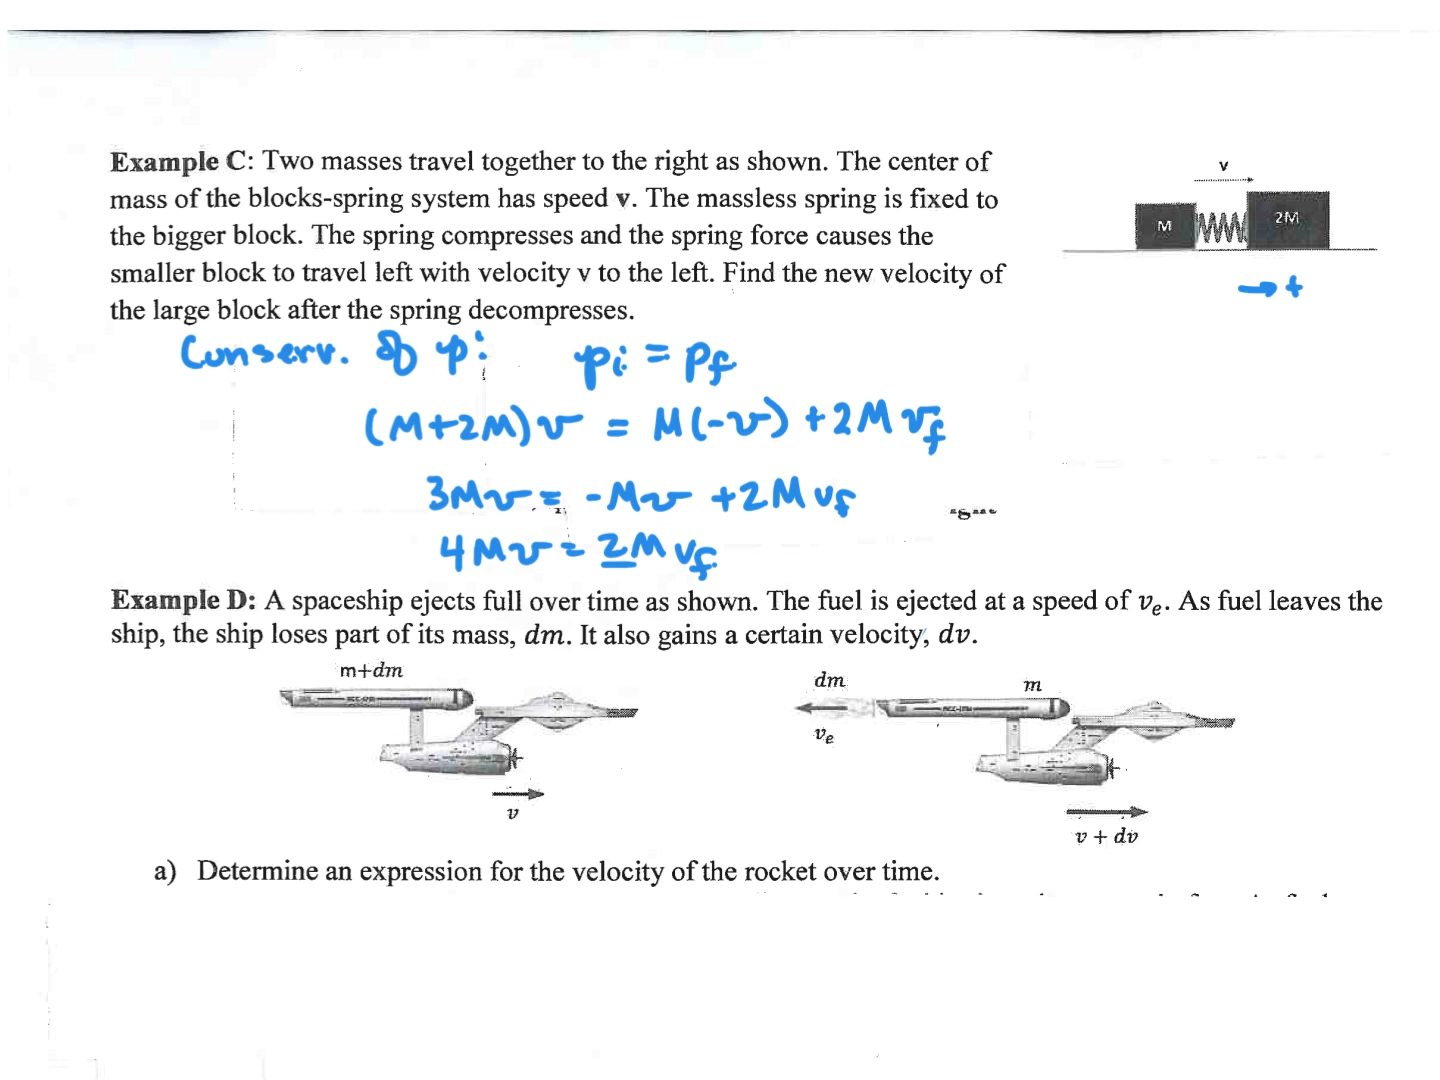 Example C: Two masses travel together to the right as shown. The center of
mass of the blocks-spring system has speed v. The massless spring is fixed to
the bigger block. The spring compresses and the spring force causes the
smaller block to travel left with velocity v to the left. Find the new velocity of
the large block after the spring decompresses.
v
M
2M
→ +
Conserv. of p: pi = pf
(M+2M)v = M(-v) + 2M vf
3Mv = -Mv + 2M vf
4Mv = 2M vf
Example D: A spaceship ejects full over time as shown. The fuel is ejected at a speed of vₑ. As fuel leaves the
ship, the ship loses part of its mass, dm. It also gains a certain velocity, dv.
m+dm
v
dm
vₑ
m
v + dv
a) Determine an expression for the velocity of the rocket over time.